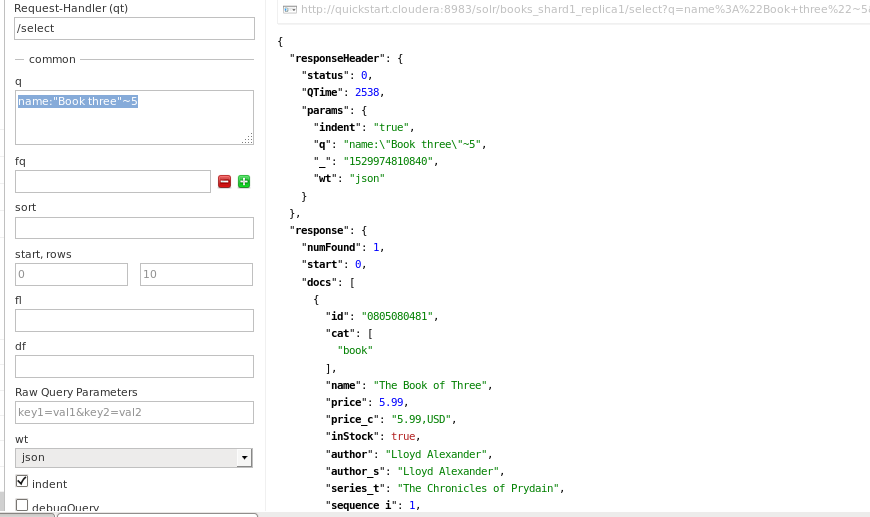 Request-Handler (qt)
/select
common
q
name:"Book three"~5
fq
sort
start, rows
0
10
fl
df
Raw Query Parameters
key1=val1&key2=val2
wt
json
indent
debugQuery
http://quickstart.cloudera:8983/solr/books_shard1_replica1/select?q=name%3A%22Book+three%22~5&
{
"responseHeader": {
"status": 0,
"QTime": 2538,
"params": {
"indent": "true",
"q": "name:\"Book three\"~5",
"_": "1529974810840",
"wt": "json"
}
},
"response": {
"numFound": 1,
"start": 0,
"docs": [
{
"id": "0805080481",
"cat": [
"book"
],
"name": "The Book of Three",
"price": 5.99,
"price_c": "5.99,USD",
"inStock": true,
"author": "Lloyd Alexander",
"author_s": "Lloyd Alexander",
"series_t": "The Chronicles of Prydain",
"sequence_i": 1,